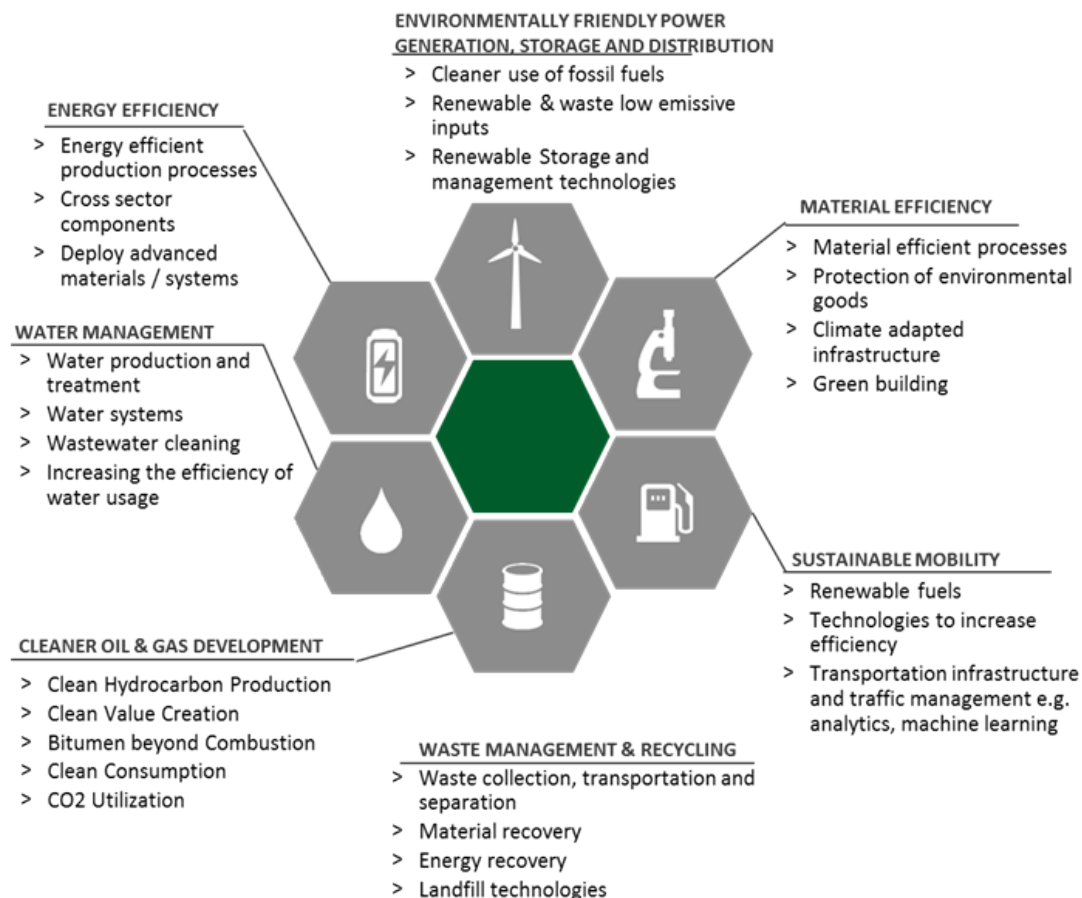 ENVIRONMENTALLY FRIENDLY POWER
GENERATION, STORAGE AND DISTRIBUTION
> Cleaner use of fossil fuels
> Renewable & waste low emissive
inputs
> Renewable Storage and
management technologies
ENERGY EFFICIENCY
> Energy efficient
production processes
> Cross sector
components
> Deploy advanced
materials / systems
MATERIAL EFFICIENCY
> Material efficient processes
> Protection of environmental
goods
> Climate adapted
infrastructure
> Green building
WATER MANAGEMENT
> Water production and
treatment
> Water systems
> Wastewater cleaning
> Increasing the efficiency of
water usage
SUSTAINABLE MOBILITY
> Renewable fuels
> Technologies to increase
efficiency
> Transportation infrastructure
and traffic management e.g.
analytics, machine learning
CLEANER OIL & GAS DEVELOPMENT
> Clean Hydrocarbon Production
> Clean Value Creation
> Bitumen beyond Combustion
> Clean Consumption
> CO2 Utilization
WASTE MANAGEMENT & RECYCLING
> Waste collection, transportation and
separation
> Material recovery
> Energy recovery
> Landfill technologies